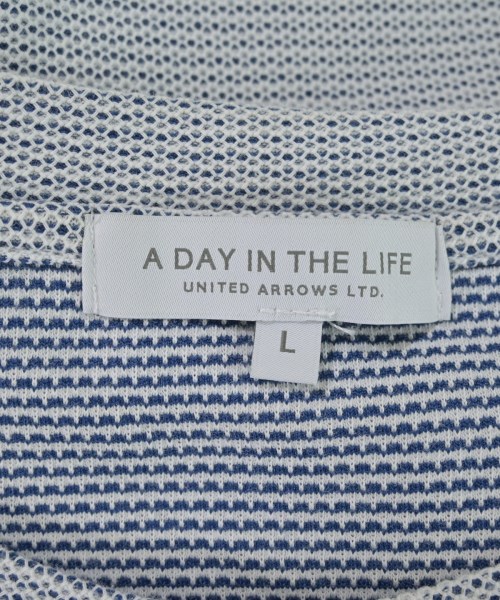 A DAY IN THE LIFE
UNITED ARROWS LTD.
L